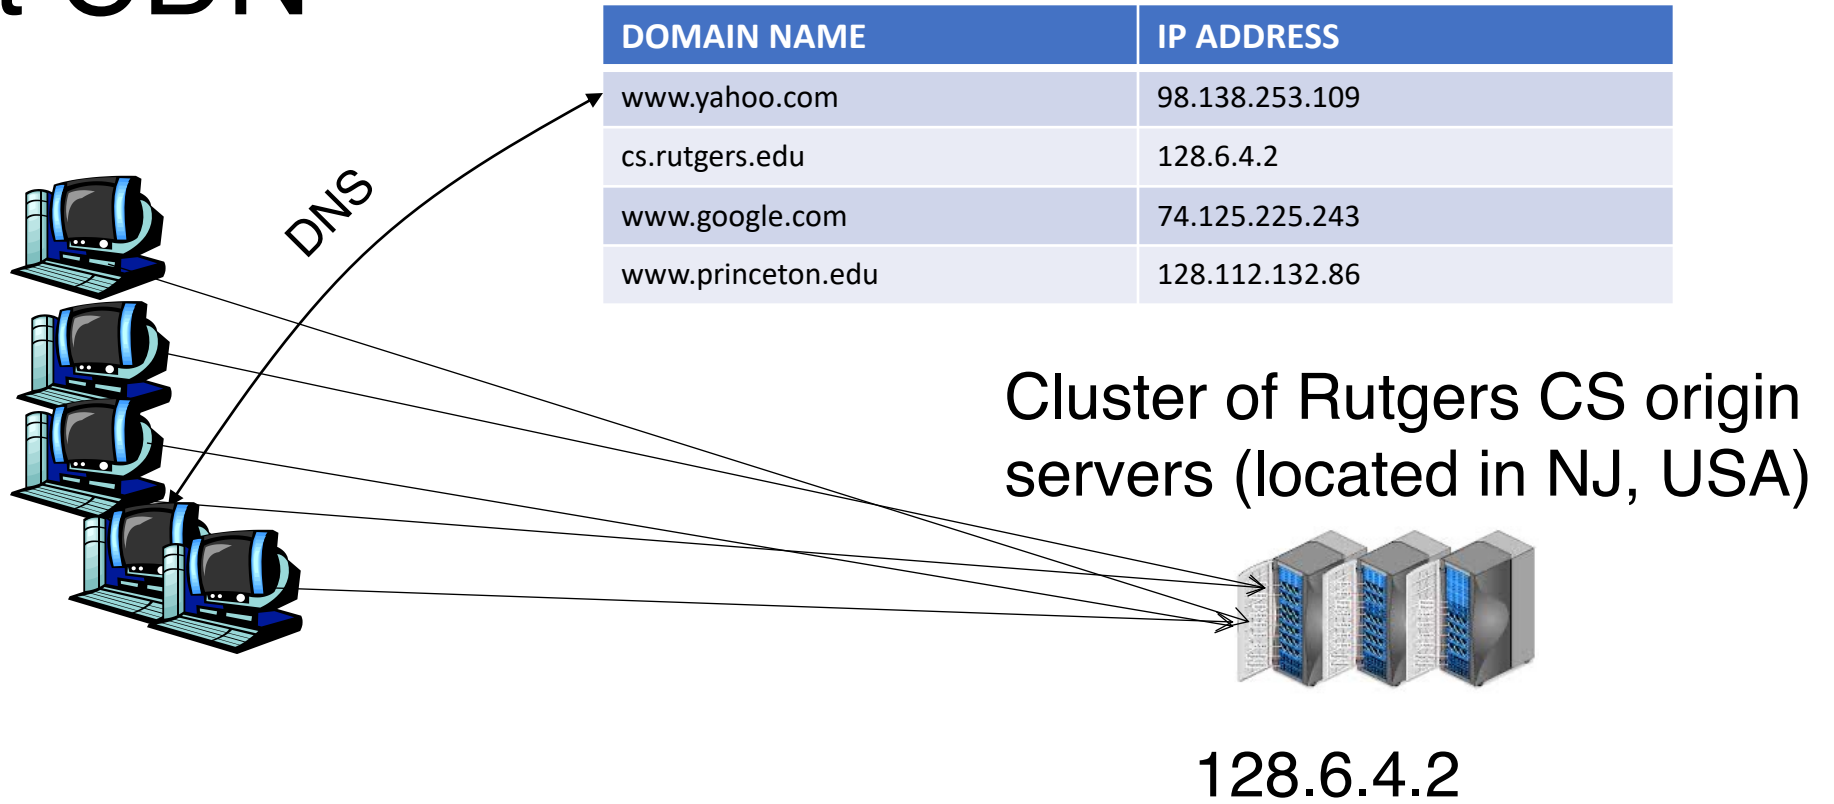 CDN
DOMAIN NAME IP ADDRESS
www.yahoo.com 98.138.253.109
cs.rutgers.edu 128.6.4.2
www.google.com 74.125.225.243
www.princeton.edu 128.112.132.86
DNS
Cluster of Rutgers CS origin
servers (located in NJ, USA)
128.6.4.2